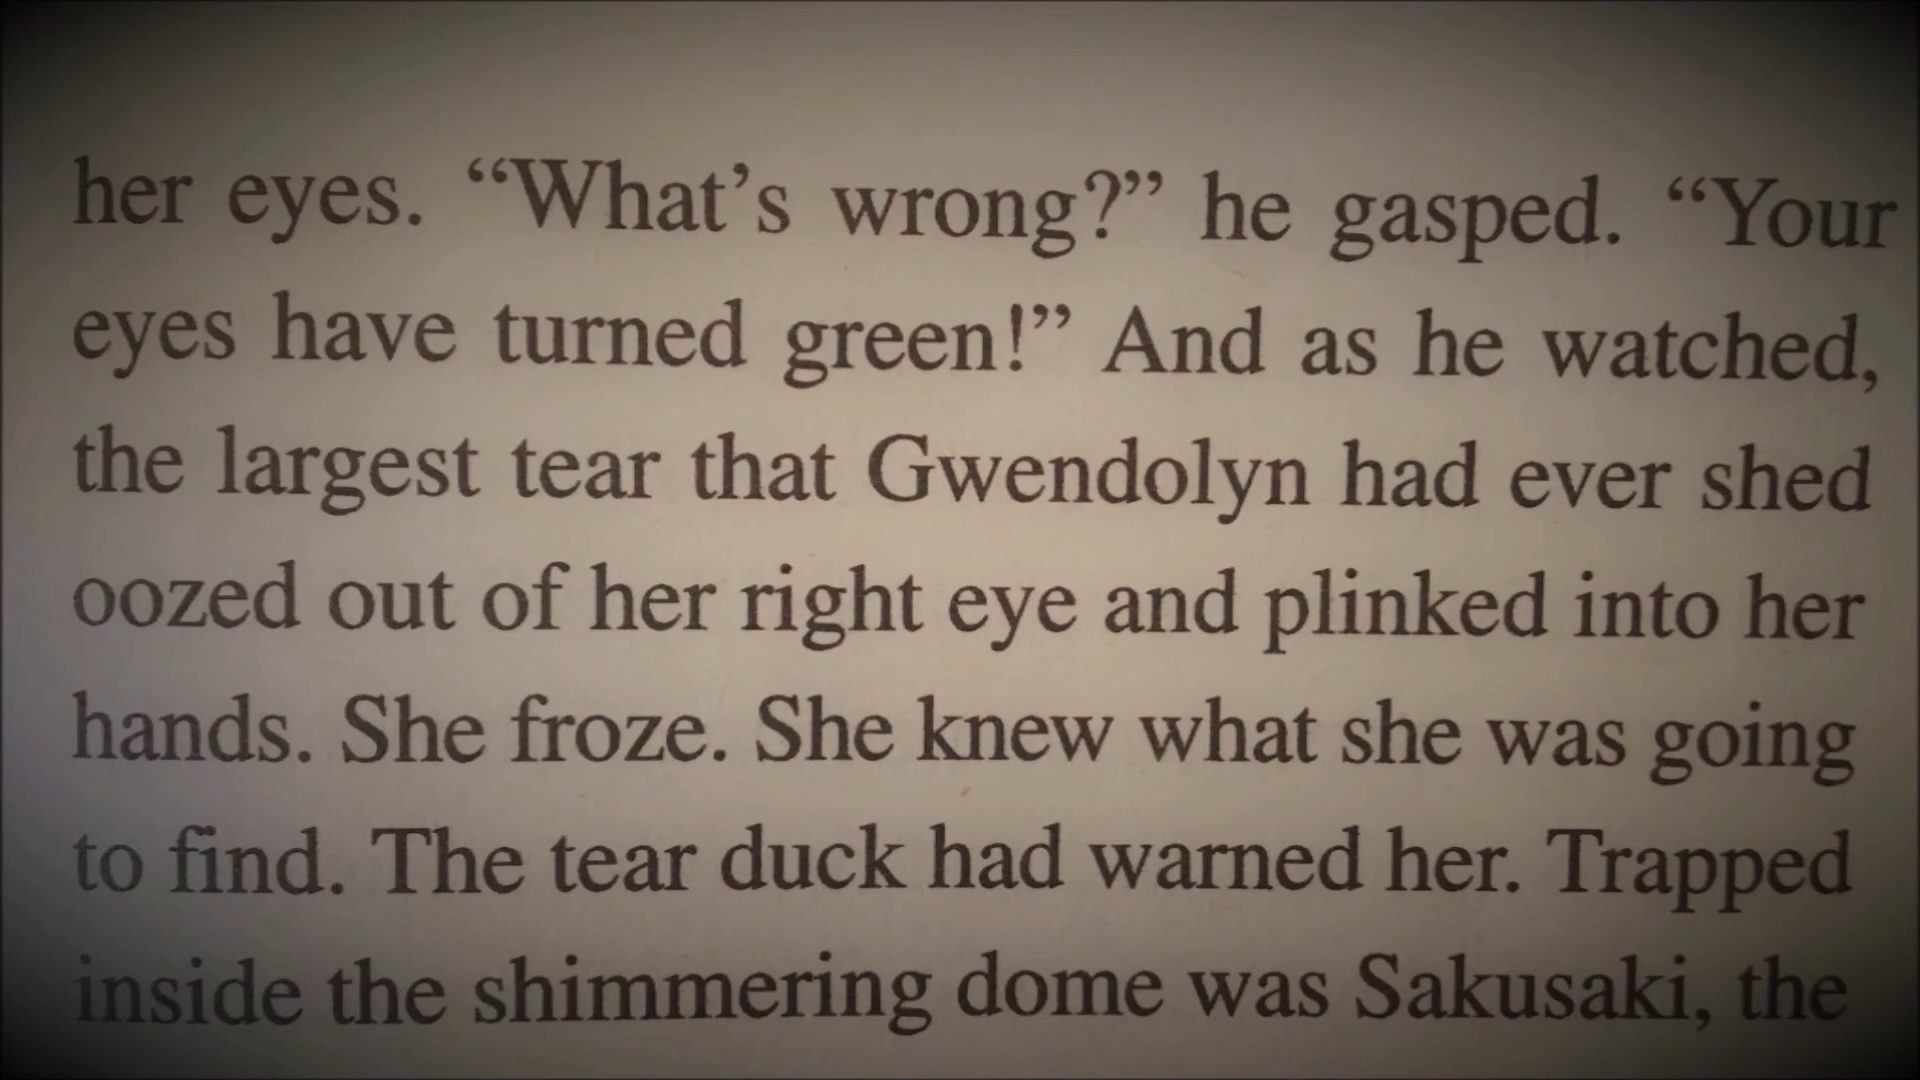 her eyes. “What’s wrong?” he gasped. “Your
eyes have turned green!” And as he watched,
the largest tear that Gwendolyn had ever shed
oozed out of her right eye and plinked into her
hands. She froze. She knew what she was going
to find. The tear duck had warned her. Trapped
inside the shimmering dome was Sakusaki, the